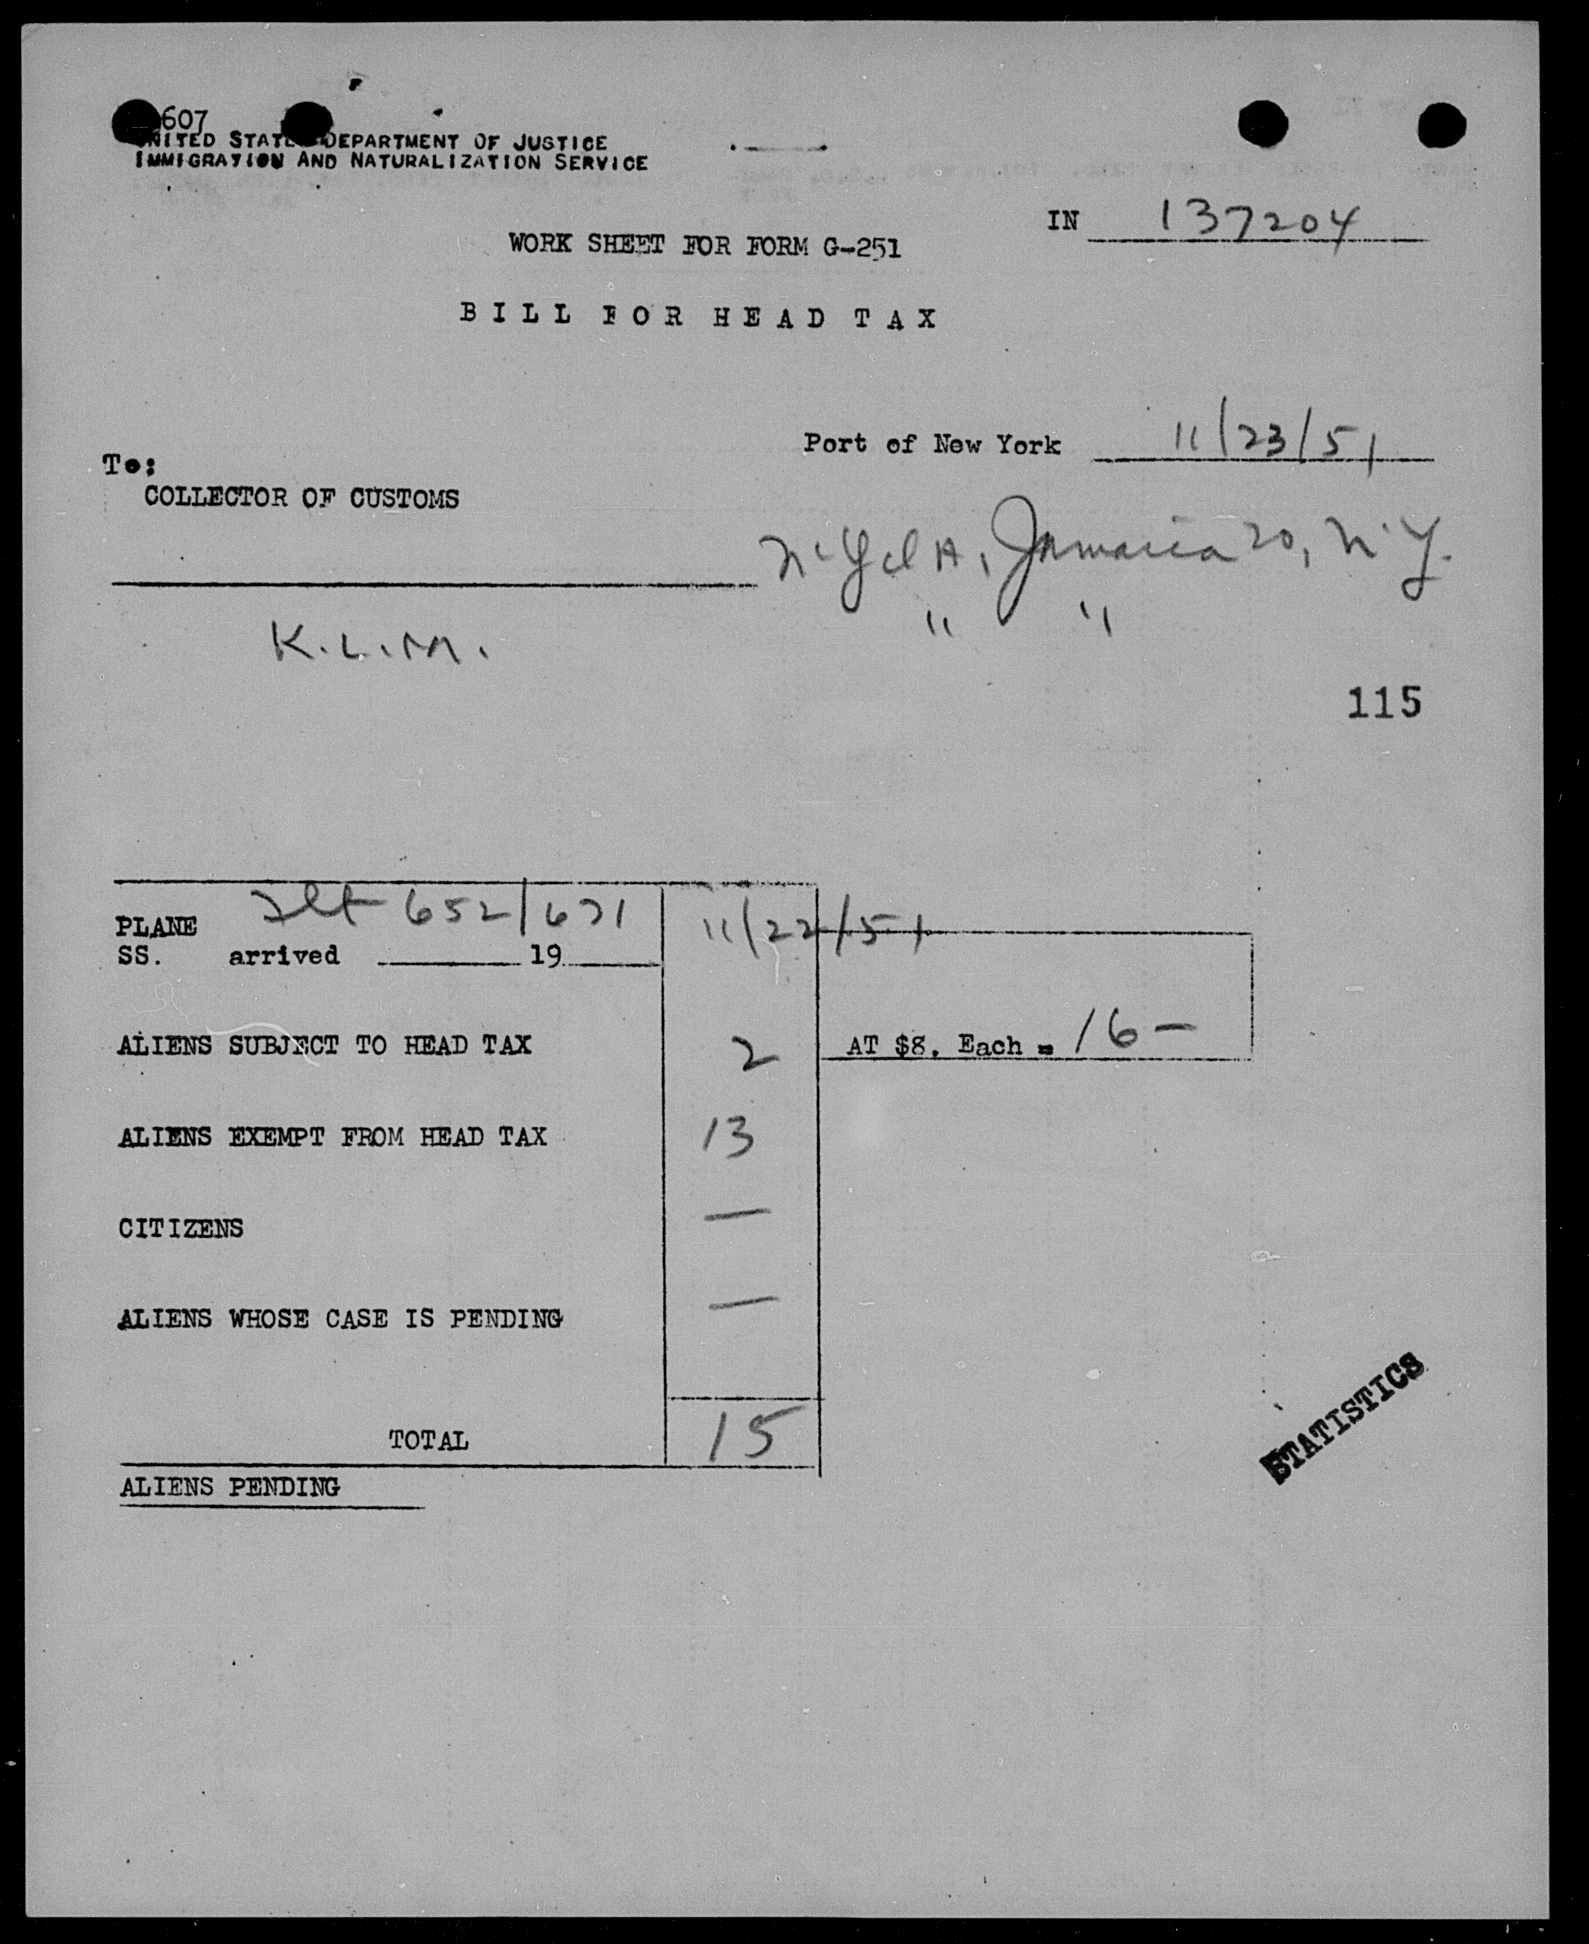 607
UNITED STATES DEPARTMENT OF JUSTICE
IMMIGRATION AND NATURALIZATION SERVICE
IN 137204
WORK SHEET FOR FORM G-251
BILL FOR HEAD TAX
Port of New York 11/23/51
To:
COLLECTOR OF CUSTOMS
Jamaica 20, N.Y.
" "
K.L.M.
115
PLANE Flt 652/671 11/22/51
SS. arrived 19
ALIENS SUBJECT TO HEAD TAX 2 AT $8. Each = 16 —
ALIENS EXEMPT FROM HEAD TAX 13
CITIZENS —
ALIENS WHOSE CASE IS PENDING —
TOTAL 15
ALIENS PENDING
STATISTICS